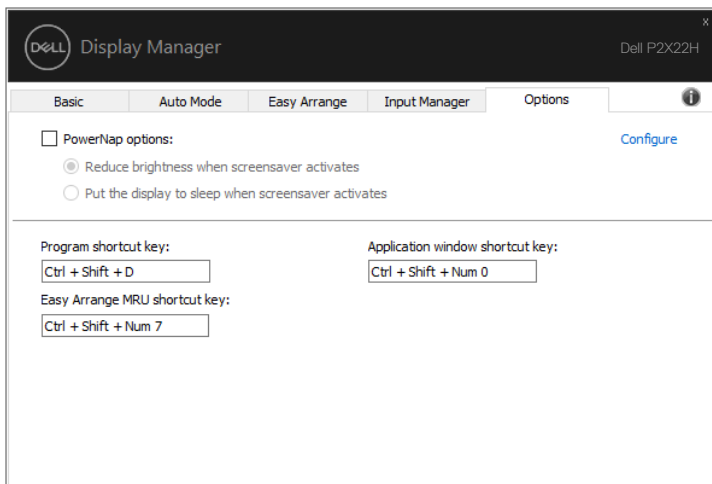 x
DELL Display Manager Dell P2X22H
Basic Auto Mode Easy Arrange Input Manager Options i
PowerNap options: Configure
Reduce brightness when screensaver activates
Put the display to sleep when screensaver activates
Program shortcut key: Application window shortcut key:
Ctrl + Shift + D Ctrl + Shift + Num 0
Easy Arrange MRU shortcut key:
Ctrl + Shift + Num 7